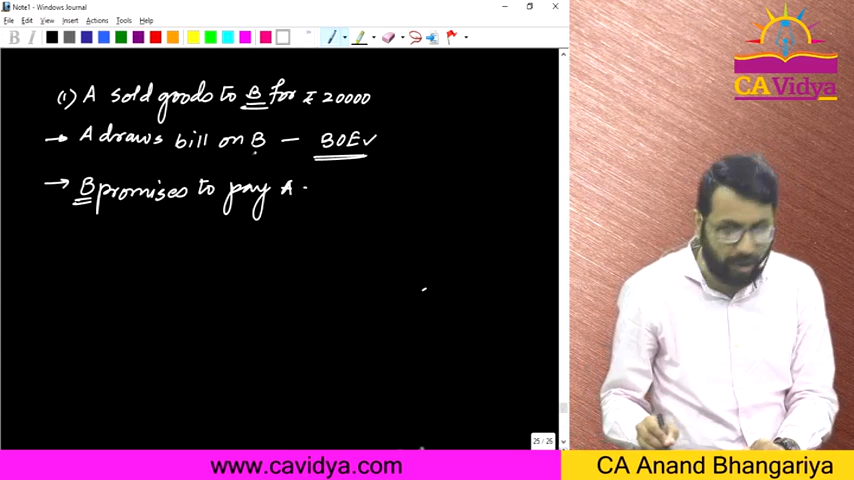 Note1 - Windows Journal
File Edit View Insert Actions Tools Help
B I
(1) A sold goods to B for ₹ 20000
→ A draws bill on B — BOE✓
→ B promises to pay A.
25 / 26
CA Vidya
www.cavidya.com
CA Anand Bhangariya